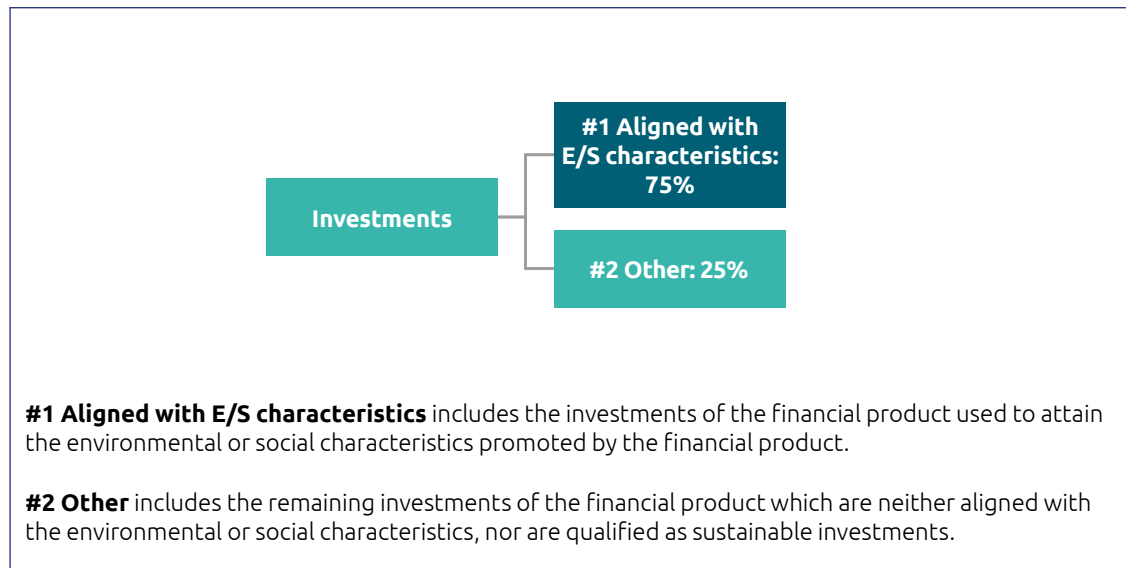 #1 Aligned with
E/S characteristics:
75%
Investments
#2 Other: 25%
#1 Aligned with E/S characteristics includes the investments of the financial product used to attain
the environmental or social characteristics promoted by the financial product.
#2 Other includes the remaining investments of the financial product which are neither aligned with
the environmental or social characteristics, nor are qualified as sustainable investments.